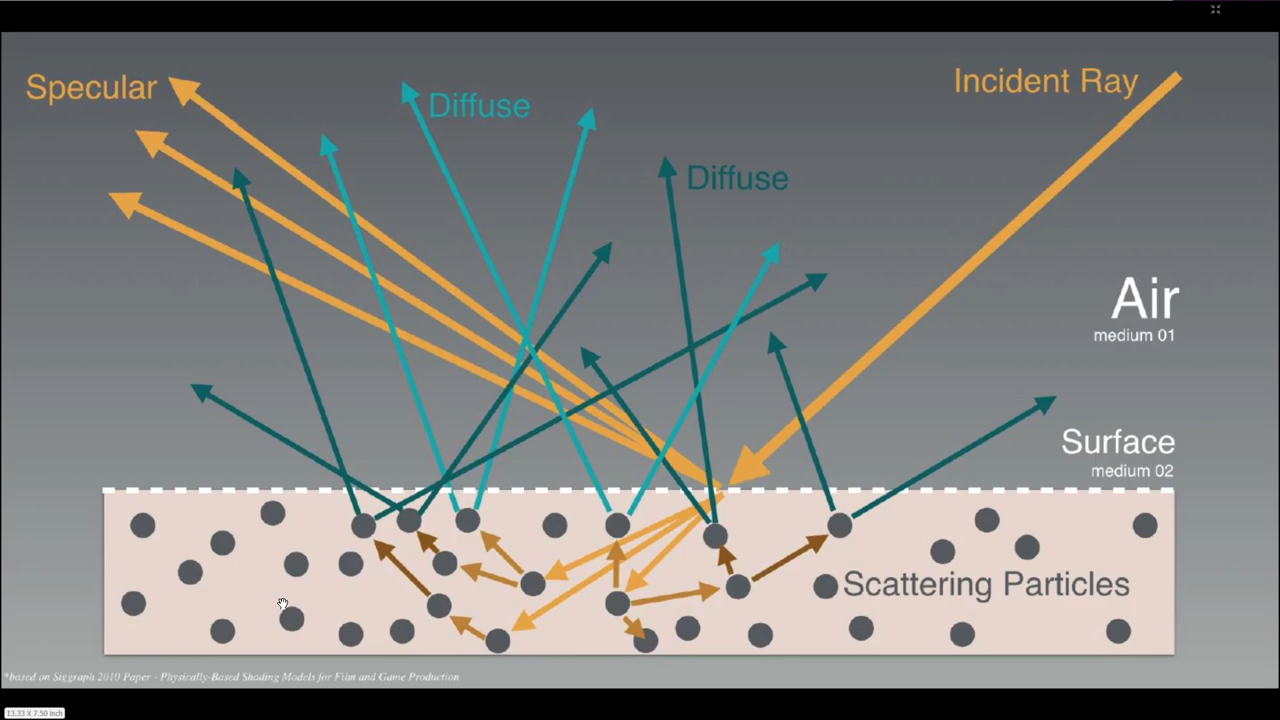 Specular
Diffuse
Incident Ray
Diffuse
Air
medium 01
Surface
medium 02
Scattering Particles
*based on Siggraph 2010 Paper - Physically-Based Shading Models for Film and Game Production
13.33 X 7.50 inch